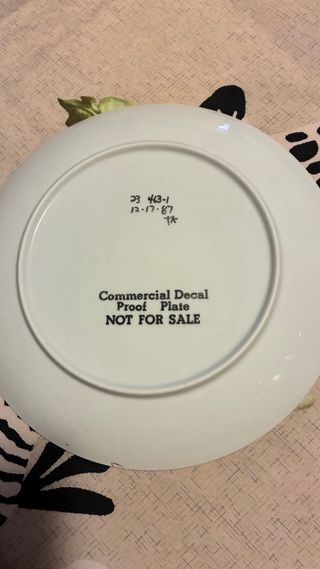 23 463-1
12-17-87
Commercial Decal
Proof Plate
NOT FOR SALE